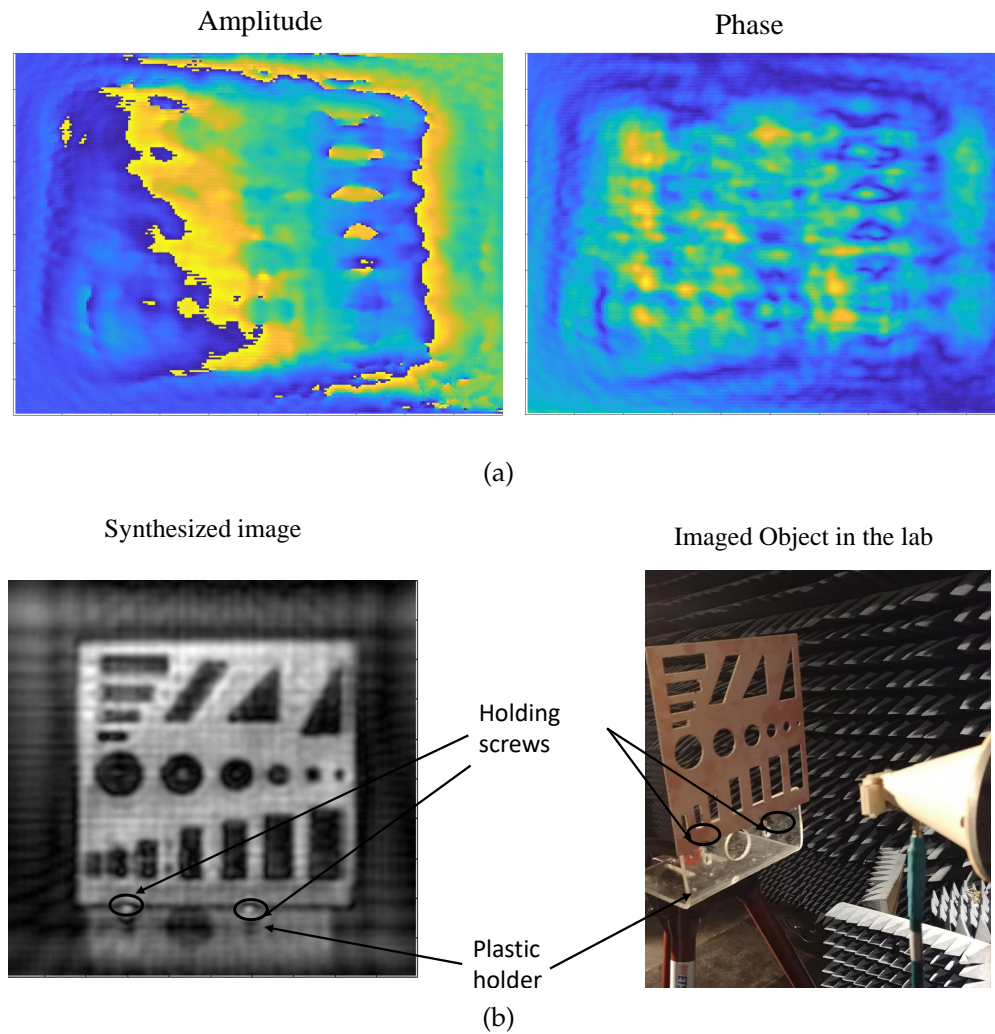 Amplitude
Phase
(a)
Synthesized image
Imaged Object in the lab
Holding
screws
Plastic
holder
(b)